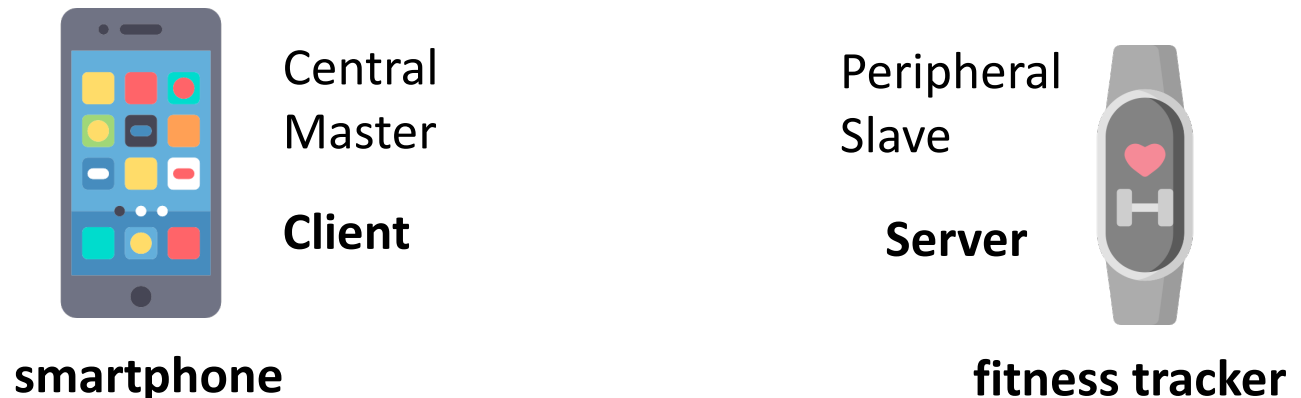 Central
Master
Client
smartphone
Peripheral
Slave
Server
fitness tracker